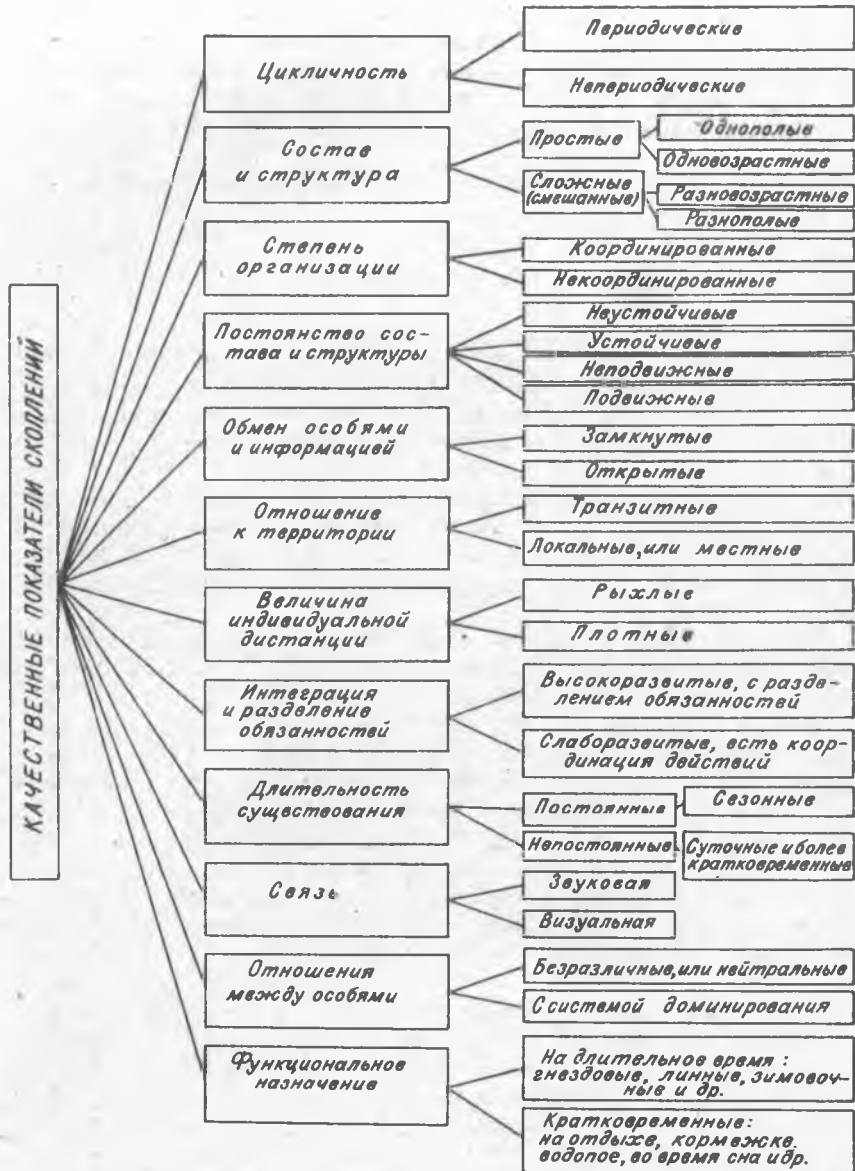 КАЧЕСТВЕННЫЕ ПОКАЗАТЕЛИ СКОПЛЕНИЙ
Цикличность
Периодические
Непериодические
Состав
и структура
Простые
Однополые
Одновозрастные
Сложные
(смешанные)
Разновозрастные
Разнополые
Степень
организации
Координированные
Некоординированные
Постоянство сос-
тава и структуры
Неустойчивые
Устойчивые
Неподвижные
Подвижные
Обмен особями
и информацией
Замкнутые
Открытые
Отношение
к территории
Транзитные
Локальные, или местные
Величина
индивидуальной
дистанции
Рыхлые
Плотные
Интеграция
и разделение
обязанностей
Высокоразвитые, с разде-
лением обязанностей
Слаборазвитые, есть коор-
динация действий
Длительность
существования
Постоянные
Сезонные
Непостоянные
Суточные и более
кратковременные
Связь
Звуковая
Визуальная
Отношения
между особями
Безразличные, или нейтральные
С системой доминирования
Функциональное
назначение
На длительное время :
гнездовые, линные, зимовоч-
ные и др.
Кратковременные:
на отдыхе, кормежке,
водопое, во время сна и др.